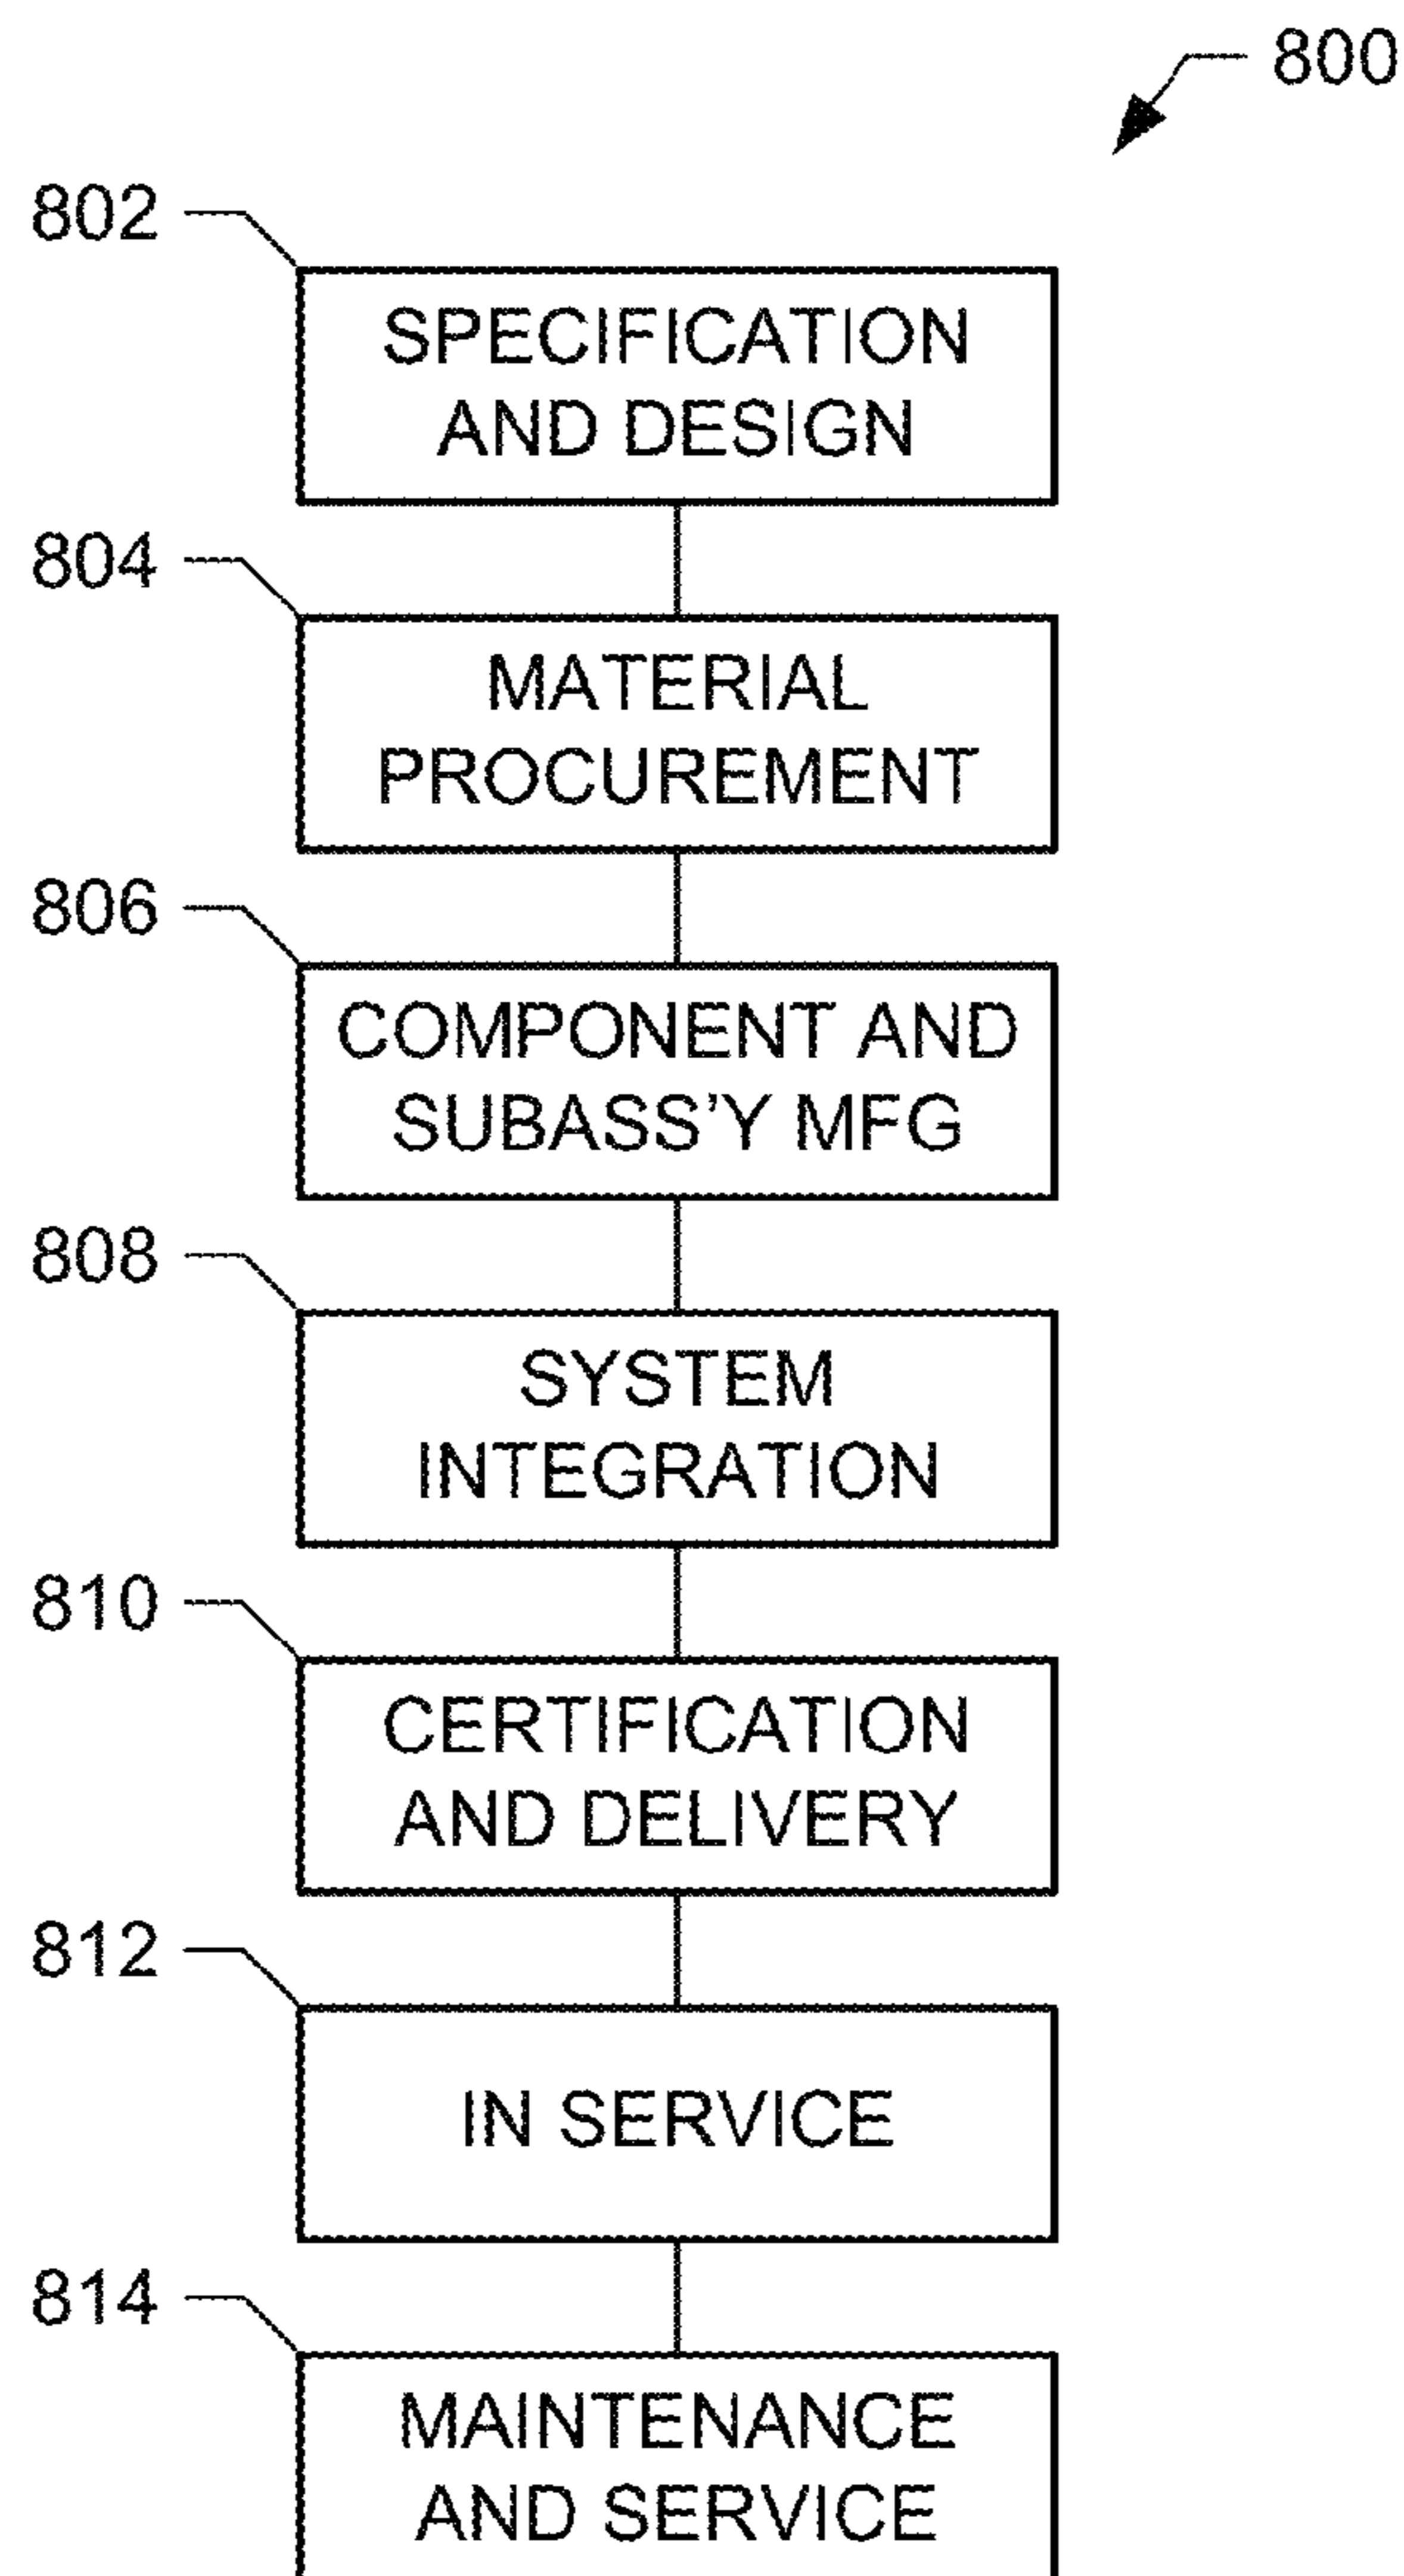 800
802
SPECIFICATION
AND DESIGN
804
MATERIAL
PROCUREMENT
806
COMPONENT AND
SUBASS’Y MFG
808
SYSTEM
INTEGRATION
810
CERTIFICATION
AND DELIVERY
812
IN SERVICE
814
MAINTENANCE
AND SERVICE